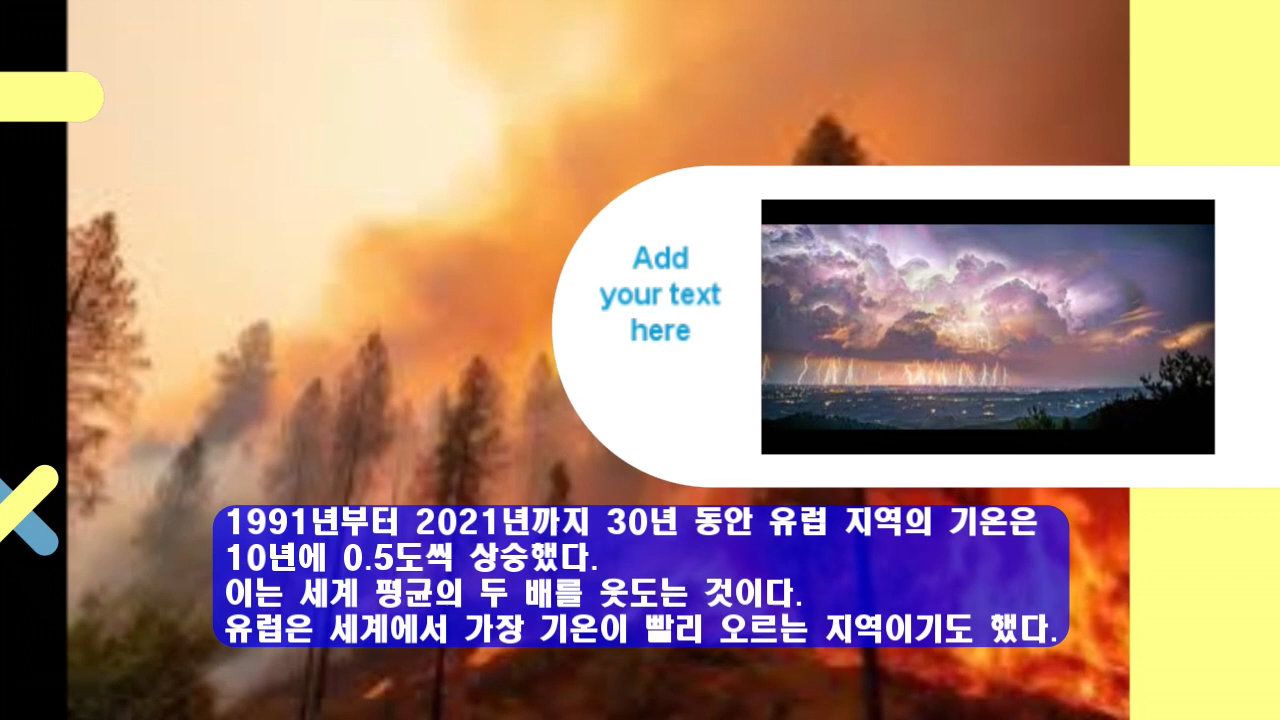 Add
your text
here
1991년부터 2021년까지 30년 동안 유럽 지역의 기온은
10년에 0.5도씩 상승했다.
이는 세계 평균의 두 배를 웃도는 것이다.
유럽은 세계에서 가장 기온이 빨리 오르는 지역이기도 했다.